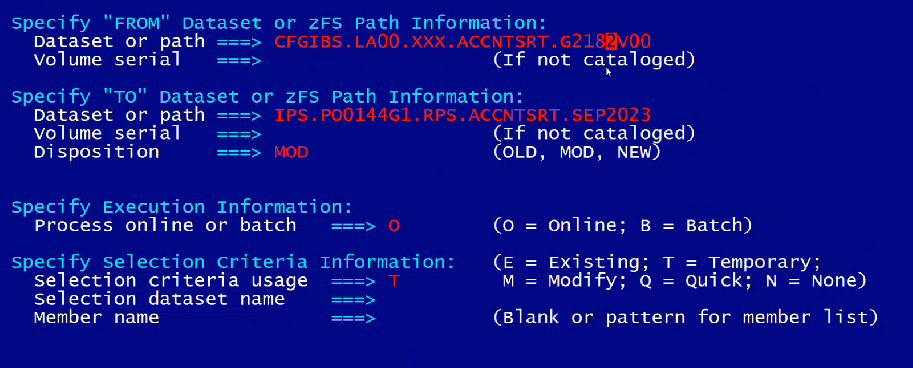 Specify "FROM" Dataset or zFS Path Information:
Dataset or path ===> CFGIBS.LA00.XXX.ACCNTSRT.G2182V00
Volume serial ===> (If not cataloged)
Specify "TO" Dataset or zFS Path Information:
Dataset or path ===> IPS.PO0144G1.RPS.ACCNTSRT.SEP2023
Volume serial ===> (If not cataloged)
Disposition ===> MOD (OLD, MOD, NEW)
Specify Execution Information:
Process online or batch ===> O (O = Online; B = Batch)
Specify Selection Criteria Information: (E = Existing; T = Temporary;
Selection criteria usage ===> T M = Modify; Q = Quick; N = None)
Selection dataset name ===>
Member name ===> (Blank or pattern for member list)